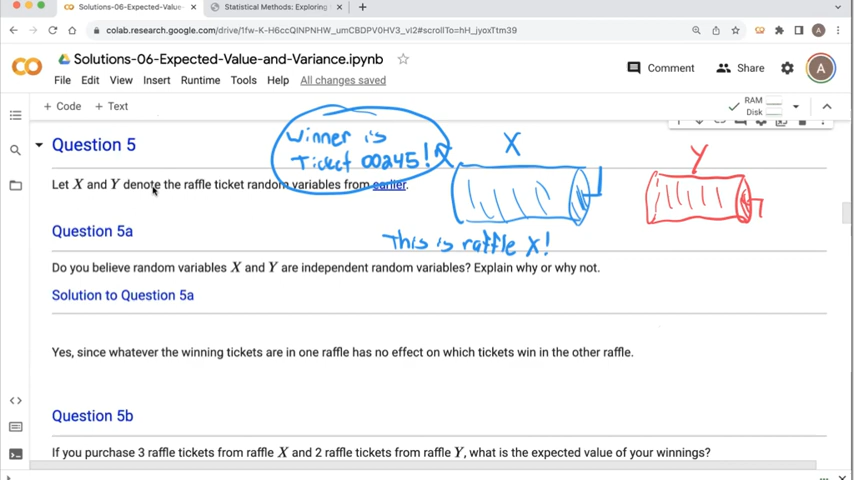 Solutions-06-Expected-Value-
Statistical Methods: Exploring
colab.research.google.com/drive/1fw-K-H6ccQINPNHW_umCBDPV0HV3_vI2#scrollTo=hH_jyoxTtm39
Solutions-06-Expected-Value-and-Variance.ipynb
File Edit View Insert Runtime Tools Help All changes saved
Comment
Share
A
A
RAM
Disk
+ Code + Text
Question 5
Winner is
Ticket 00245!
X
Y
Let X and Y denote the raffle ticket random variables from earlier.
This is raffle X!
Question 5a
Do you believe random variables X and Y are independent random variables? Explain why or why not.
Solution to Question 5a
Yes, since whatever the winning tickets are in one raffle has no effect on which tickets win in the other raffle.
Question 5b
If you purchase 3 raffle tickets from raffle X and 2 raffle tickets from raffle Y, what is the expected value of your winnings?